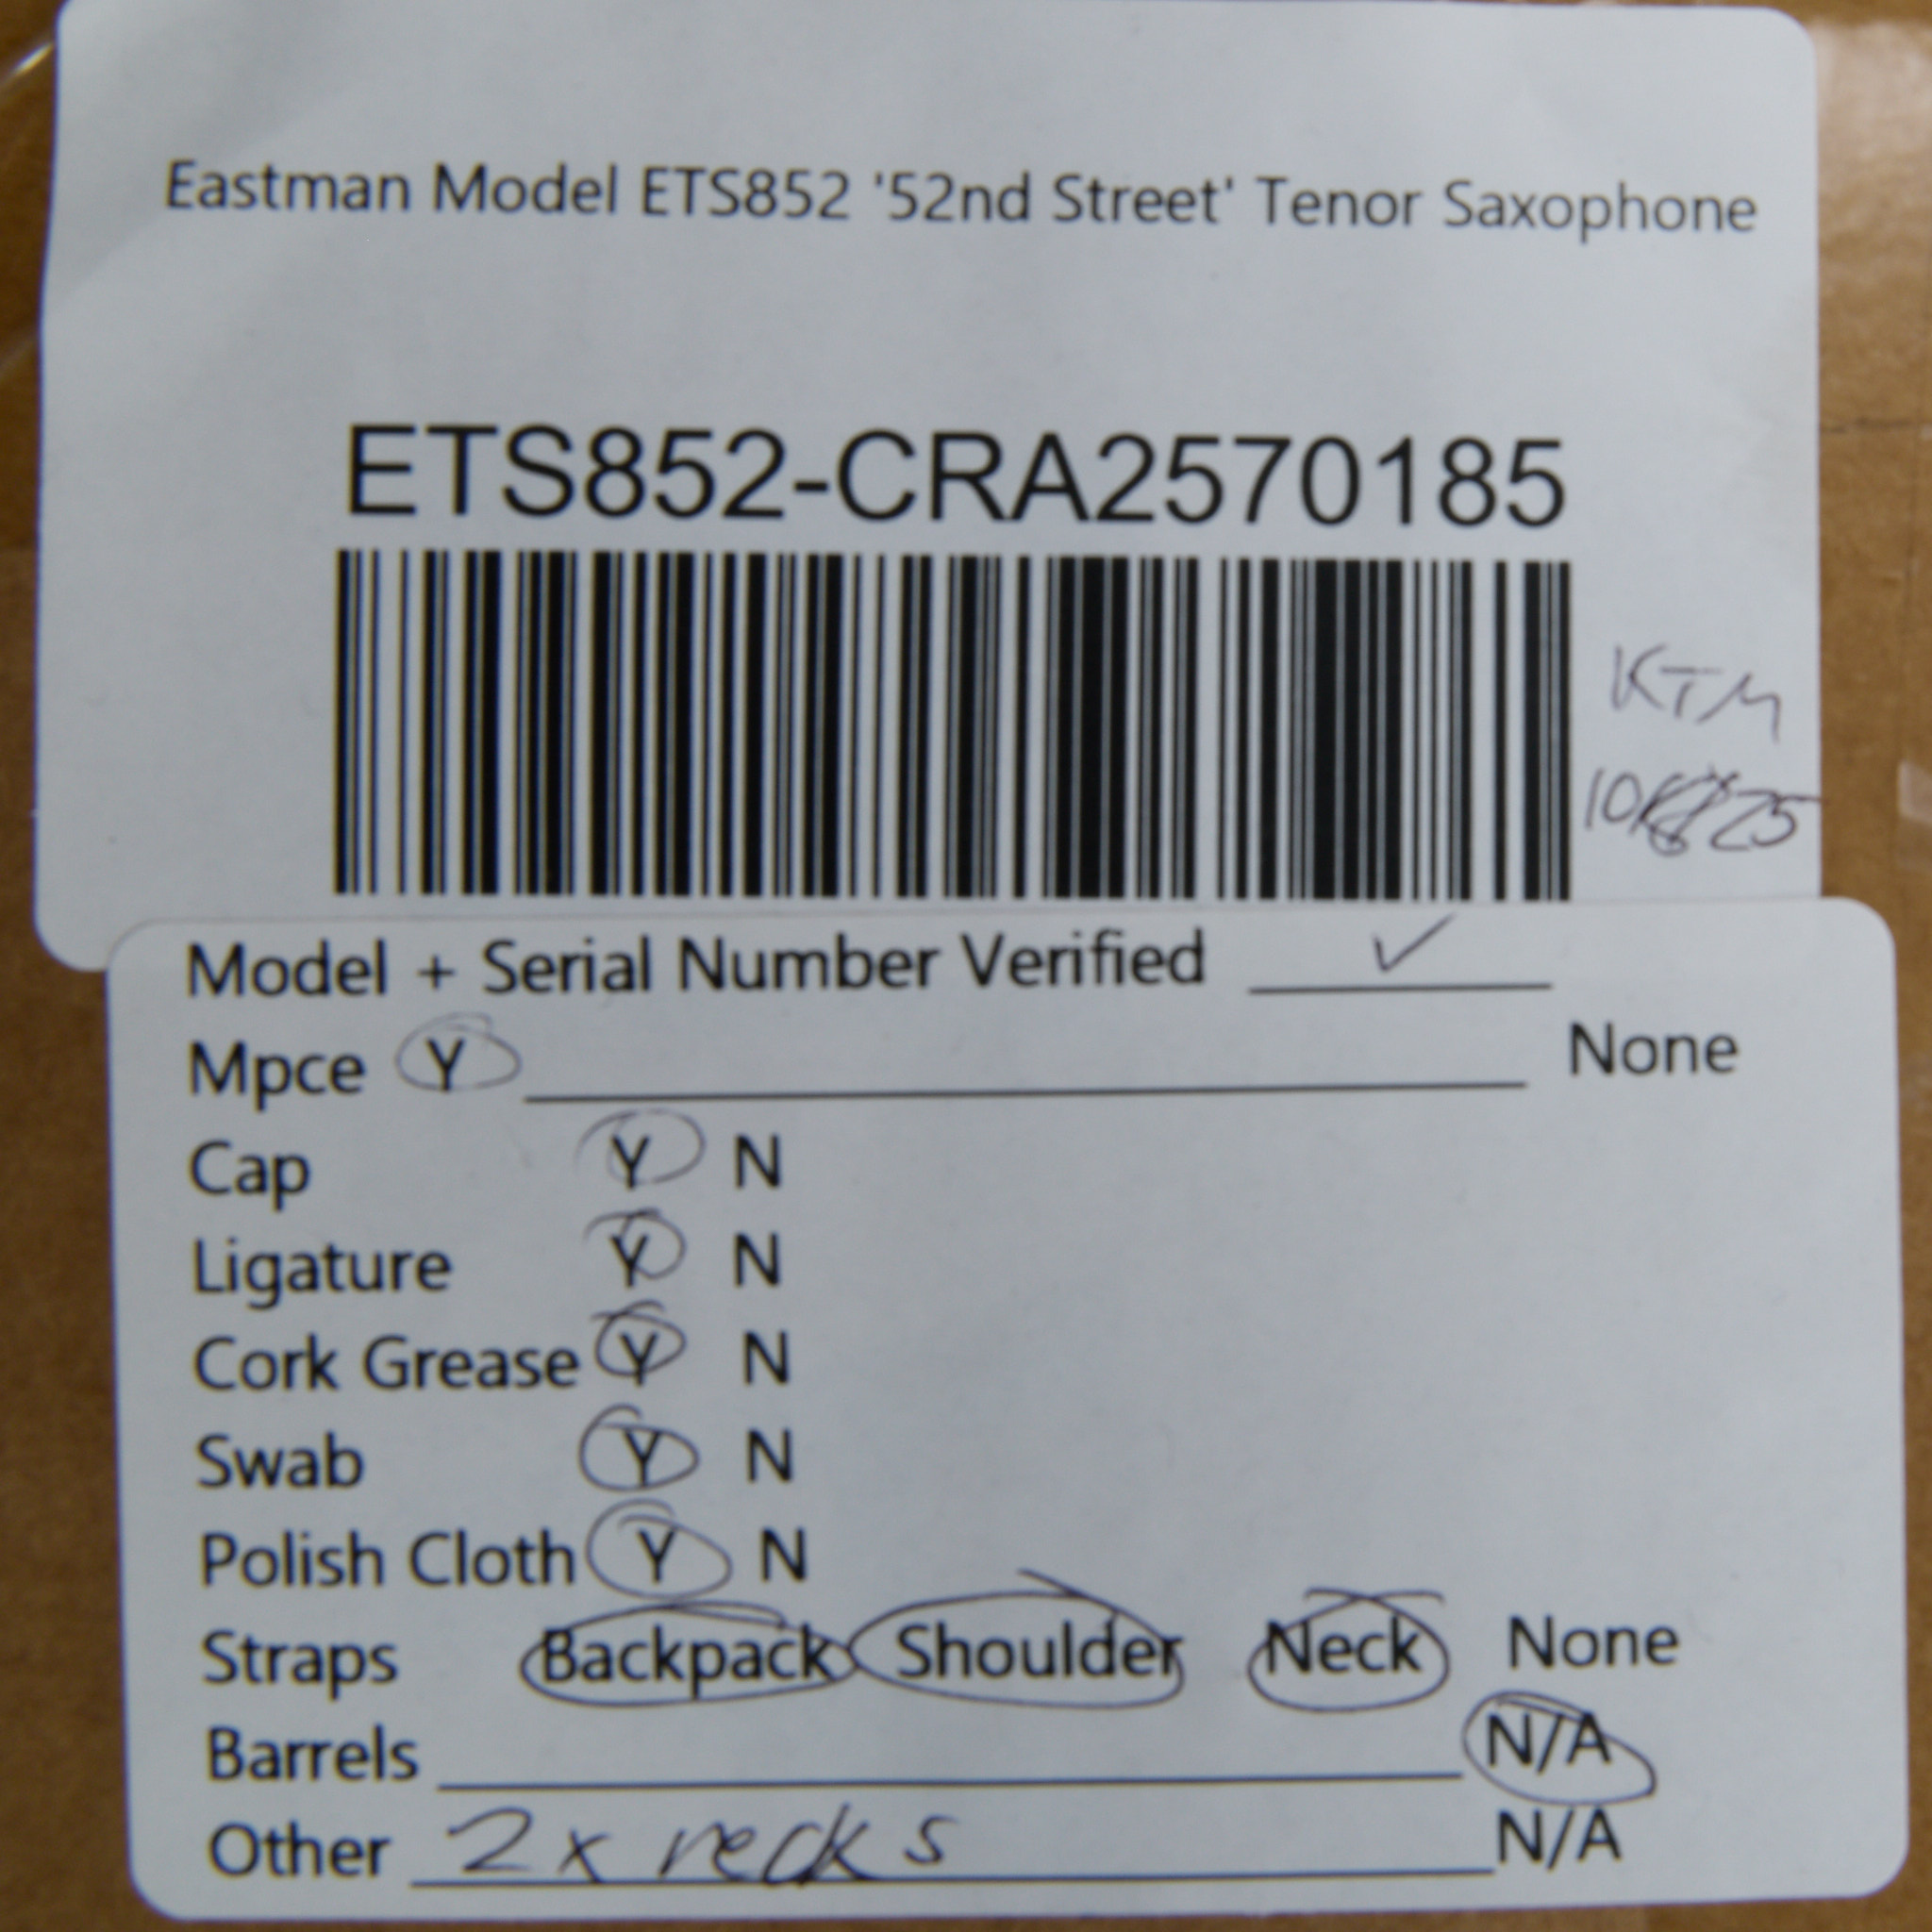 Eastman Model ETS852 '52nd Street' Tenor Saxophone
ETS852-CRA2570185
KTM
Model + Serial Number Verified ✓
Mpce Y None
Cap Y N
Ligature Y N
Cork Grease Y N
Swab Y N
Polish Cloth Y N
Straps Backpack Shoulder Neck None
Barrels N/A
Other 2x necks N/A